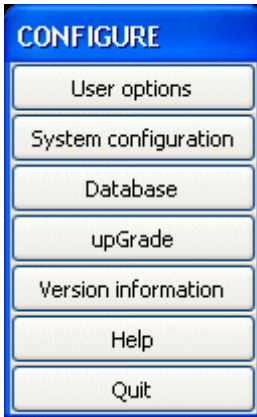 CONFIGURE
User options
System configuration
Database
upGrade
Version information
Help
Quit